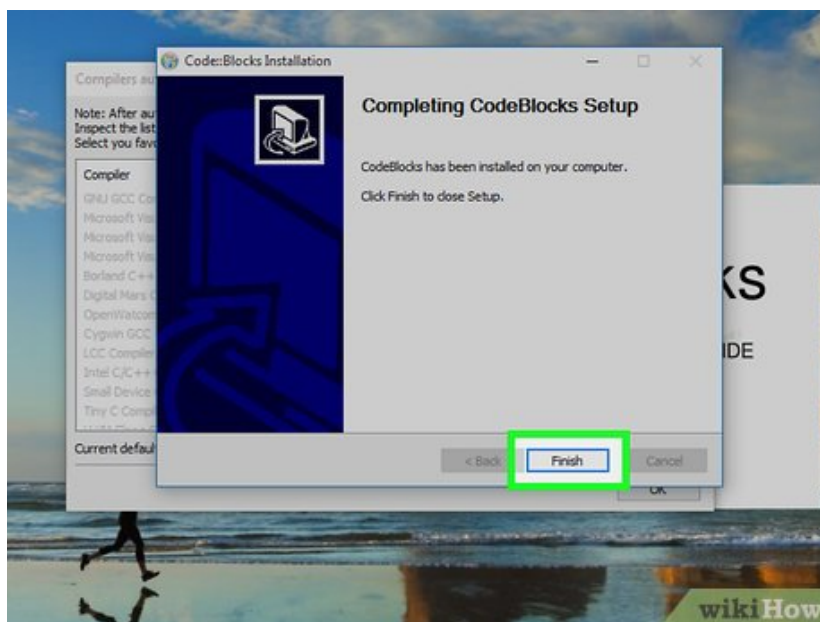 Code::Blocks Installation
Completing CodeBlocks Setup
CodeBlocks has been installed on your computer.
Click Finish to close Setup.
< Back
Finish
Cancel
Compilers au
Note: After au
Inspect the list
Select you favo
Compiler
GNU GCC Co
Microsoft Vis
Microsoft Vis
Microsoft Vis
Borland C++
Digital Mars C
OpenWatcom
Cygwin GCC
LCC Compiler
Intel C/C++
Small Device
Tiny C Compi
Current defaul
OK
KS
IDE
wikiHow